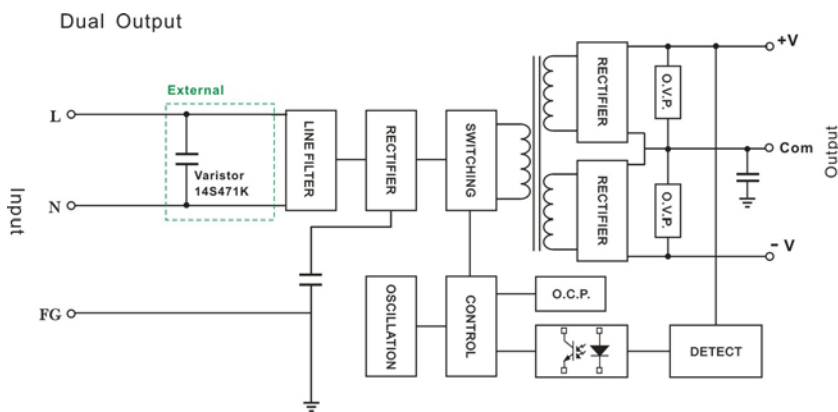 Dual Output
External
L
Varistor
14S471K
N
Input
FG
LINE FILTER
RECTIFIER
SWITCHING
RECTIFIER
RECTIFIER
O.V.P.
O.V.P.
+V
Com
Output
- V
OSCILLATION
CONTROL
O.C.P.
DETECT